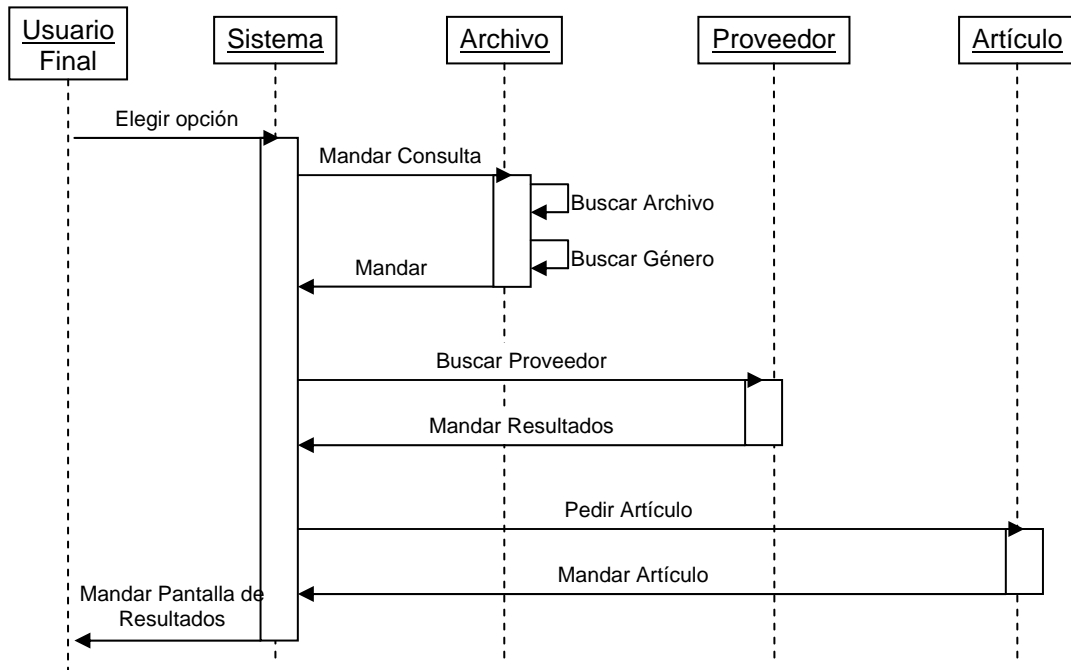 Usuario
Final
Sistema
Archivo
Proveedor
Artículo
Elegir opción
Mandar Consulta
Buscar Archivo
Buscar Género
Mandar
Buscar Proveedor
Mandar Resultados
Pedir Artículo
Mandar Artículo
Mandar Pantalla de
Resultados